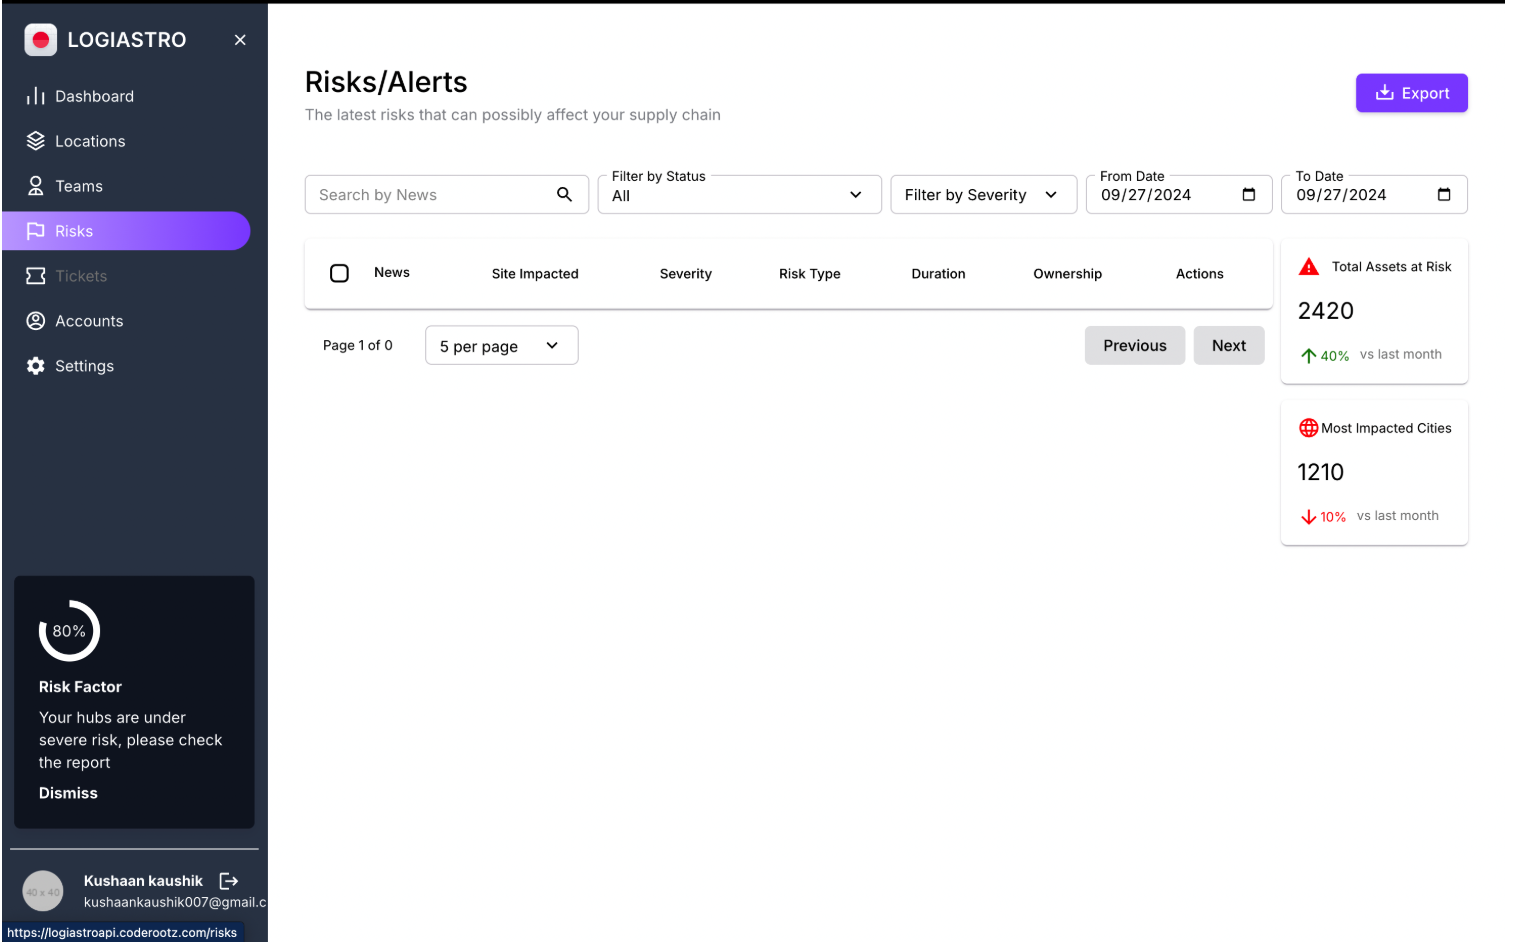 LOGIASTRO
Dashboard
Locations
Teams
Risks
Tickets
Accounts
Settings
80%
Risk Factor
Your hubs are under
severe risk, please check
the report
Dismiss
40 x 40
Kushaan kaushik
kushaankaushik007@gmail.c
https://logiastroapi.coderootz.com/risks
Risks/Alerts
The latest risks that can possibly affect your supply chain
Export
Search by News
Filter by Status
All
Filter by Severity
From Date
09/27/2024
To Date
09/27/2024
News Site Impacted Severity Risk Type Duration Ownership Actions
Page 1 of 0
5 per page
Previous
Next
Total Assets at Risk
2420
40% vs last month
Most Impacted Cities
1210
10% vs last month